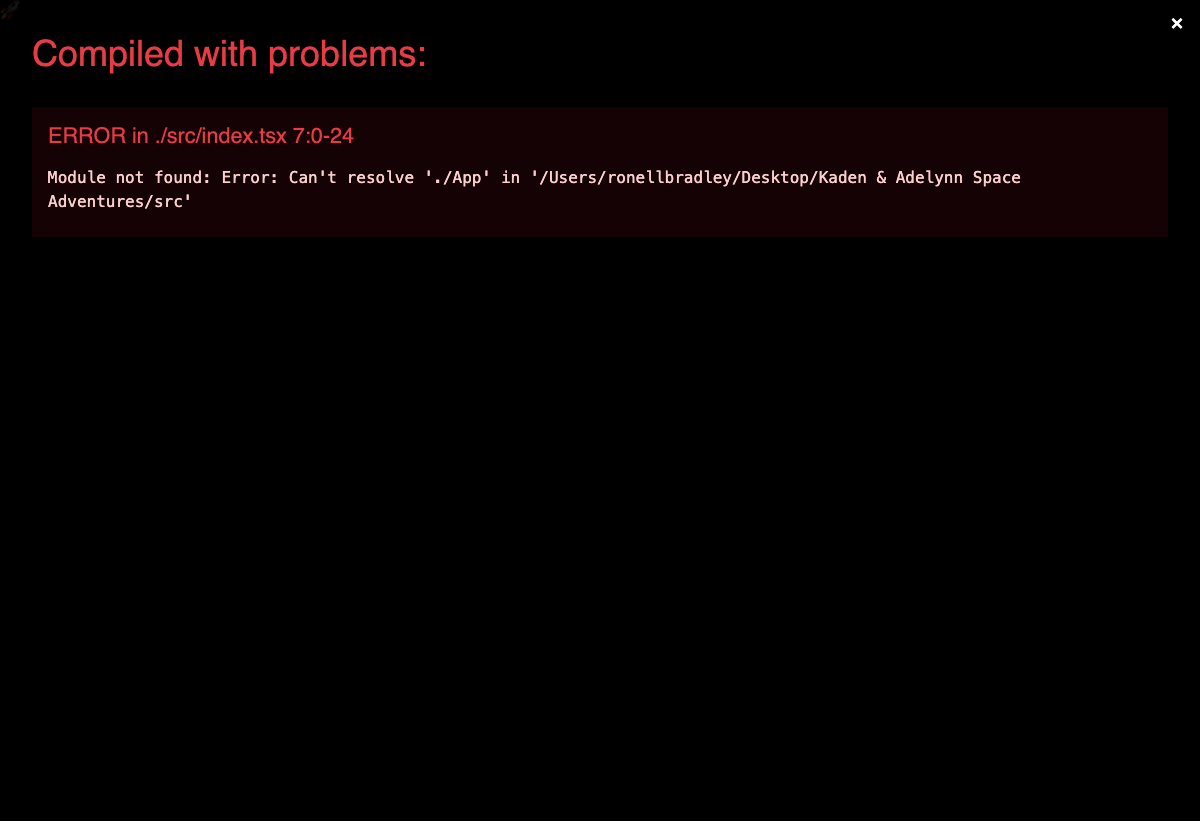 ×
Compiled with problems:
ERROR in ./src/index.tsx 7:0-24
Module not found: Error: Can't resolve './App' in '/Users/ronellbradley/Desktop/Kaden & Adelynn Space
Adventures/src'